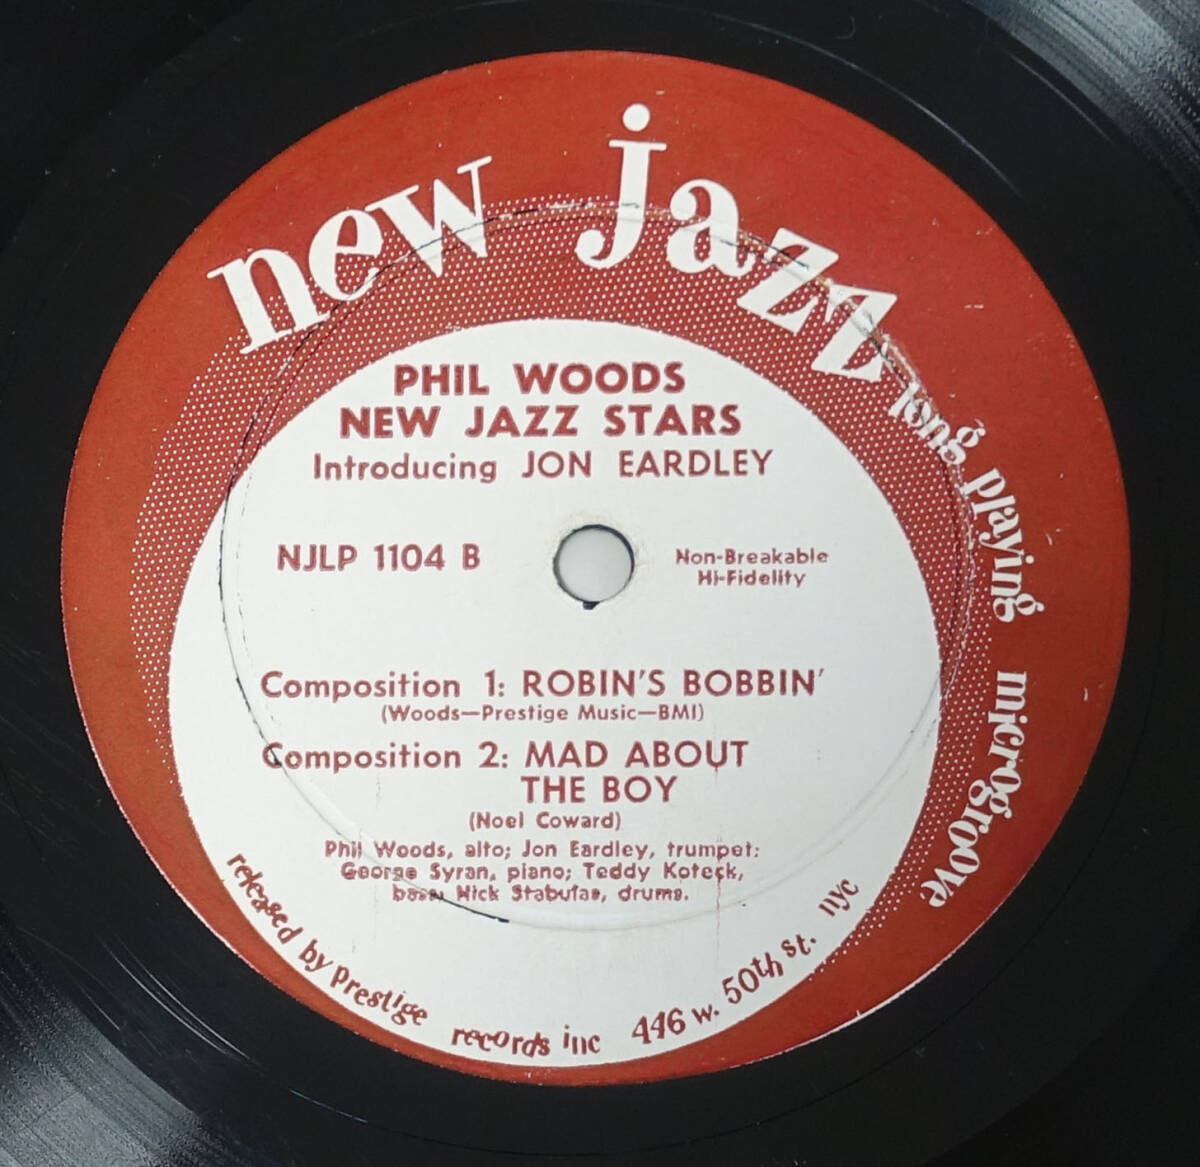 new jazz
long playing microgroove
PHIL WOODS
NEW JAZZ STARS
Introducing JON EARDLEY
NJLP 1104 B
Non-Breakable
Hi-Fidelity
Composition 1: ROBIN'S BOBBIN'
(Woods—Prestige Music—BMI)
Composition 2: MAD ABOUT
THE BOY
(Noel Coward)
Phil Woods, alto; Jon Eardley, trumpet;
George Syran, piano; Teddy Koteck,
bass; Nick Stabulas, drums.
released by Prestige records inc 446 w. 50th st. nyc